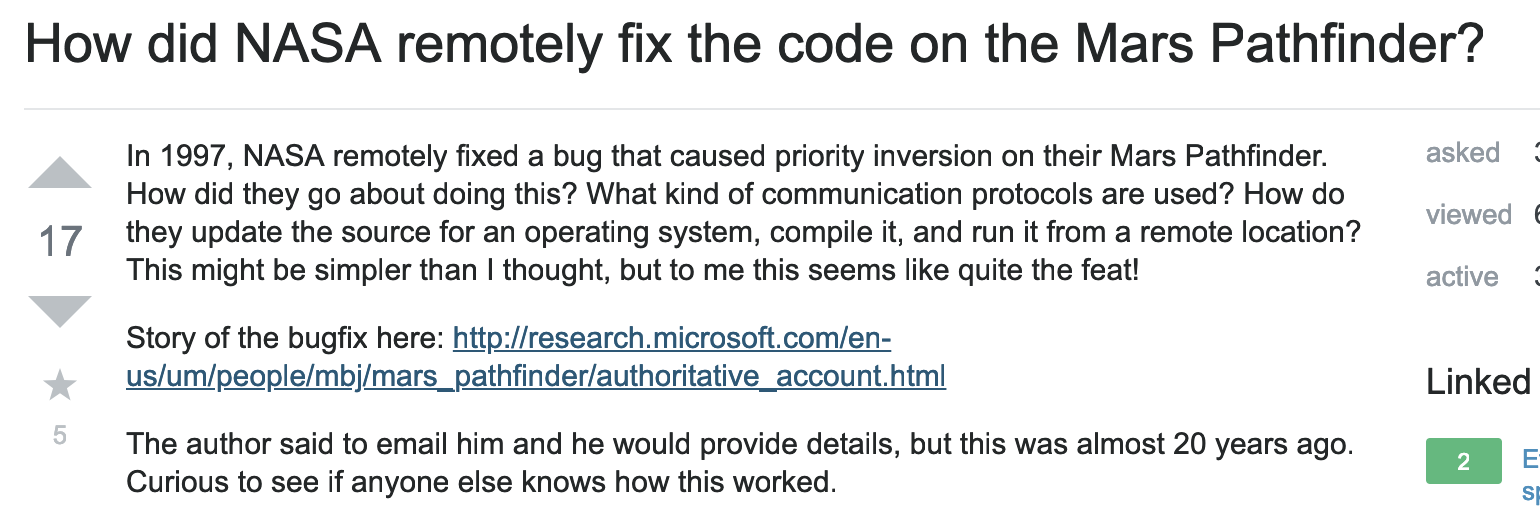 How did NASA remotely fix the code on the Mars Pathfinder?
In 1997, NASA remotely fixed a bug that caused priority inversion on their Mars Pathfinder.
How did they go about doing this? What kind of communication protocols are used? How do
they update the source for an operating system, compile it, and run it from a remote location?
This might be simpler than I thought, but to me this seems like quite the feat!
17
Story of the bugfix here: http://research.microsoft.com/en-
us/um/people/mbj/mars_pathfinder/authoritative_account.html
5
The author said to email him and he would provide details, but this was almost 20 years ago.
Curious to see if anyone else knows how this worked.
asked
viewed
active
Linked
2